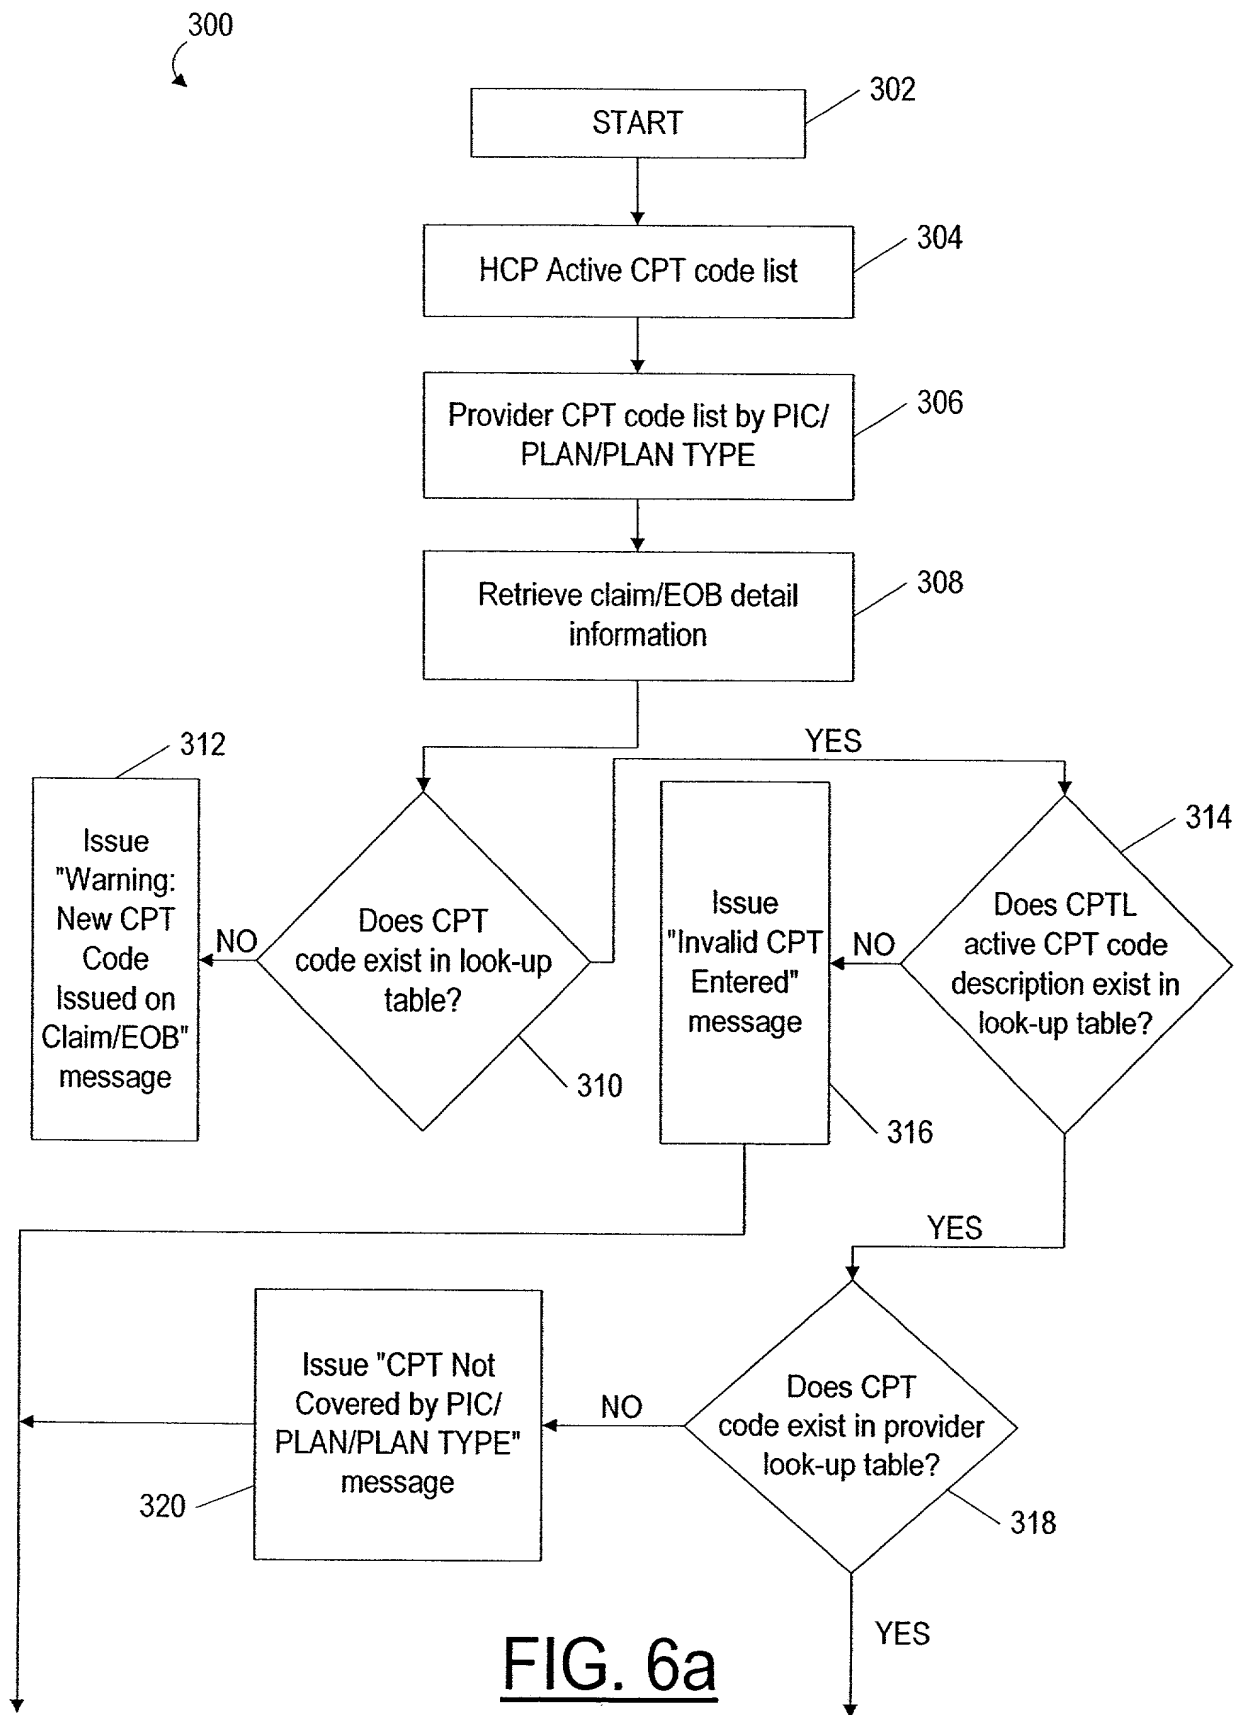 300
302
START
304
HCP Active CPT code list
306
Provider CPT code list by PIC/
PLAN/PLAN TYPE
308
Retrieve claim/EOB detail
information
312
YES
314
Issue
"Warning:
New CPT
Code
Issued on
Claim/EOB"
message
NO
Does CPT
code exist in look-up
table?
310
Issue
"Invalid CPT
Entered"
message
316
NO
Does CPTL
active CPT code
description exist in
look-up table?
YES
Issue "CPT Not
Covered by PIC/
PLAN/PLAN TYPE"
message
320
NO
Does CPT
code exist in provider
look-up table?
318
YES
FIG. 6a